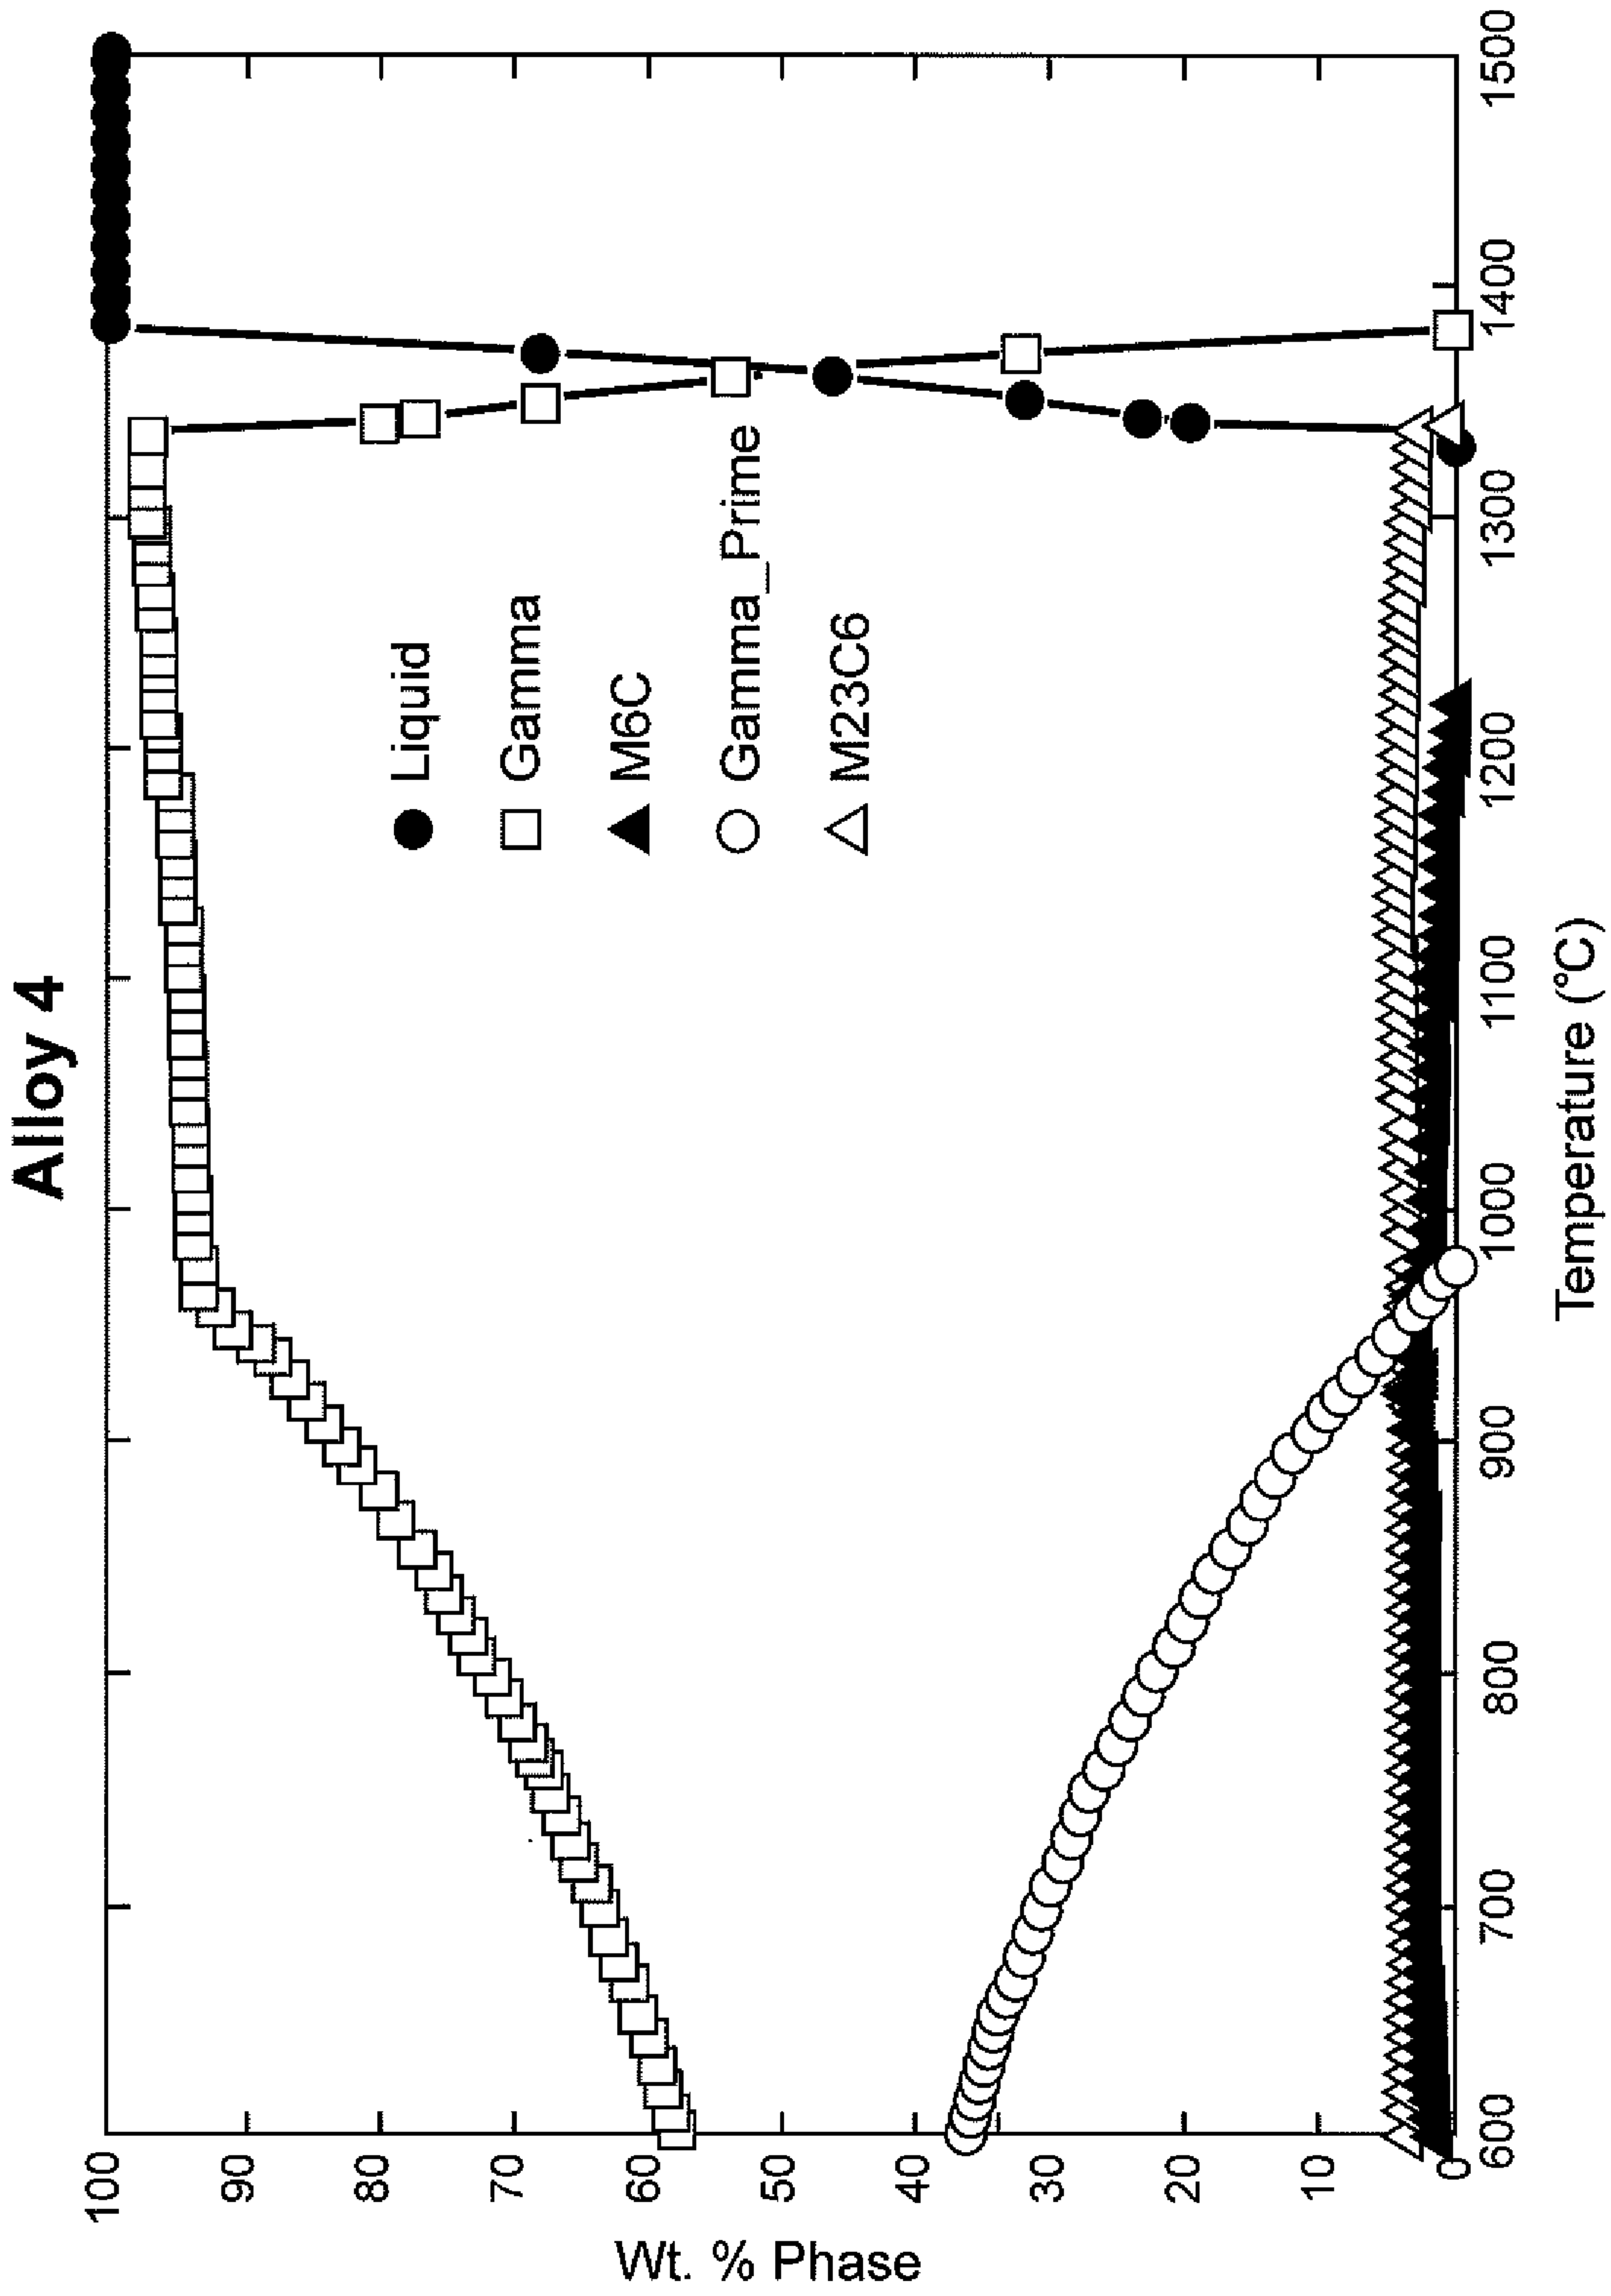 Alloy 4
Wt. % Phase
100
90
80
70
60
50
40
30
20
10
0
Liquid
Gamma
M6C
Gamma_Prime
M23C6
600
700
800
900
1000
1100
1200
1300
1400
1500
Temperature (°C)